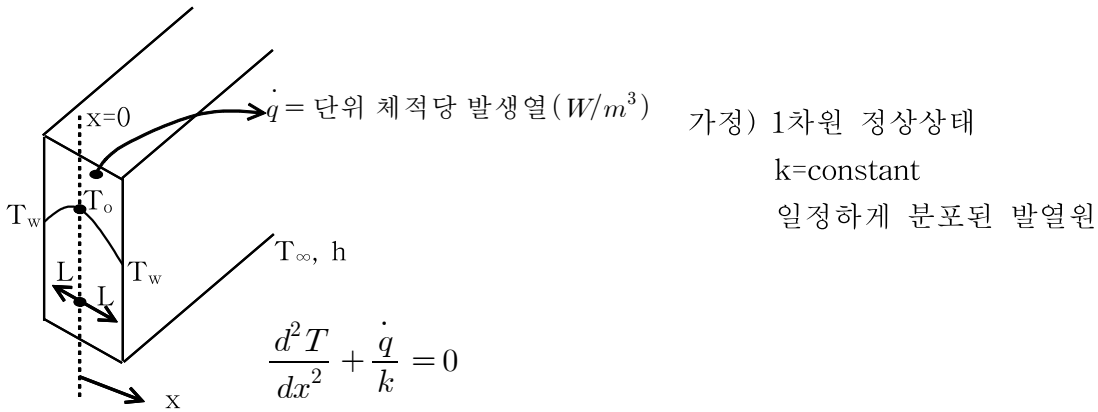 x=0
q̇ = 단위 체적당 발생열(W/m³)
가정) 1차원 정상상태
k=constant
일정하게 분포된 발열원
T_w
T_o
T_∞, h
T_w
L
L
d²T/dx² + q̇/k = 0
x